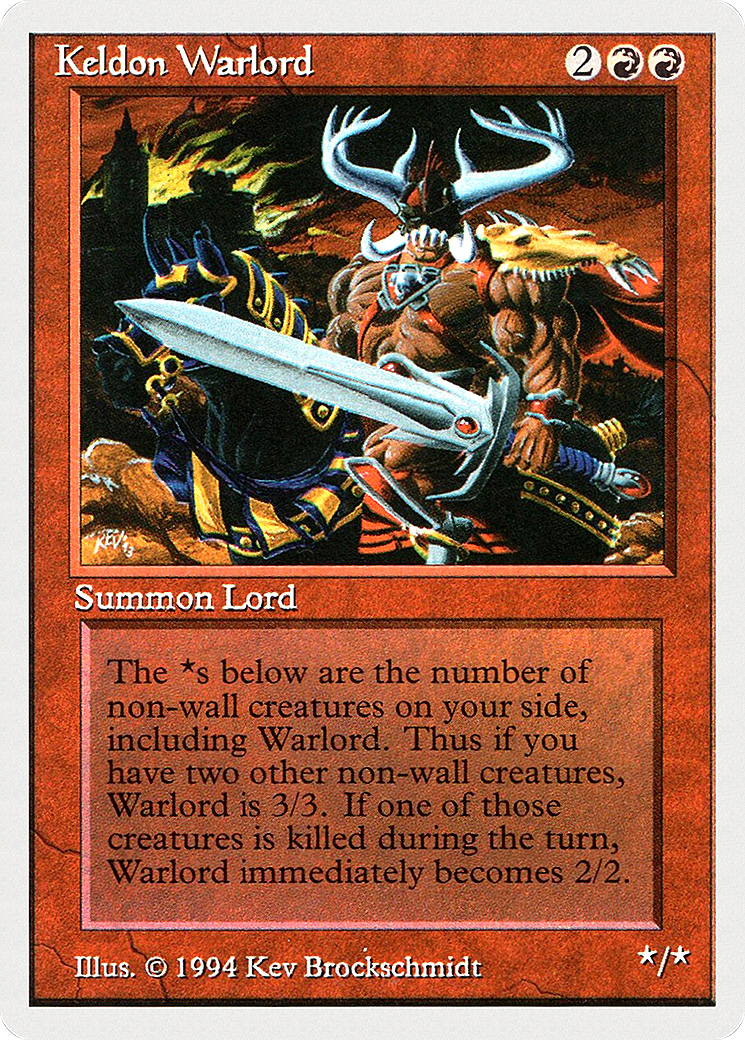 Keldon Warlord 2
KEV '93
Summon Lord
The *s below are the number of
non-wall creatures on your side,
including Warlord. Thus if you
have two other non-wall creatures,
Warlord is 3/3. If one of those
creatures is killed during the turn,
Warlord immediately becomes 2/2.
Illus. © 1994 Kev Brockschmidt */*